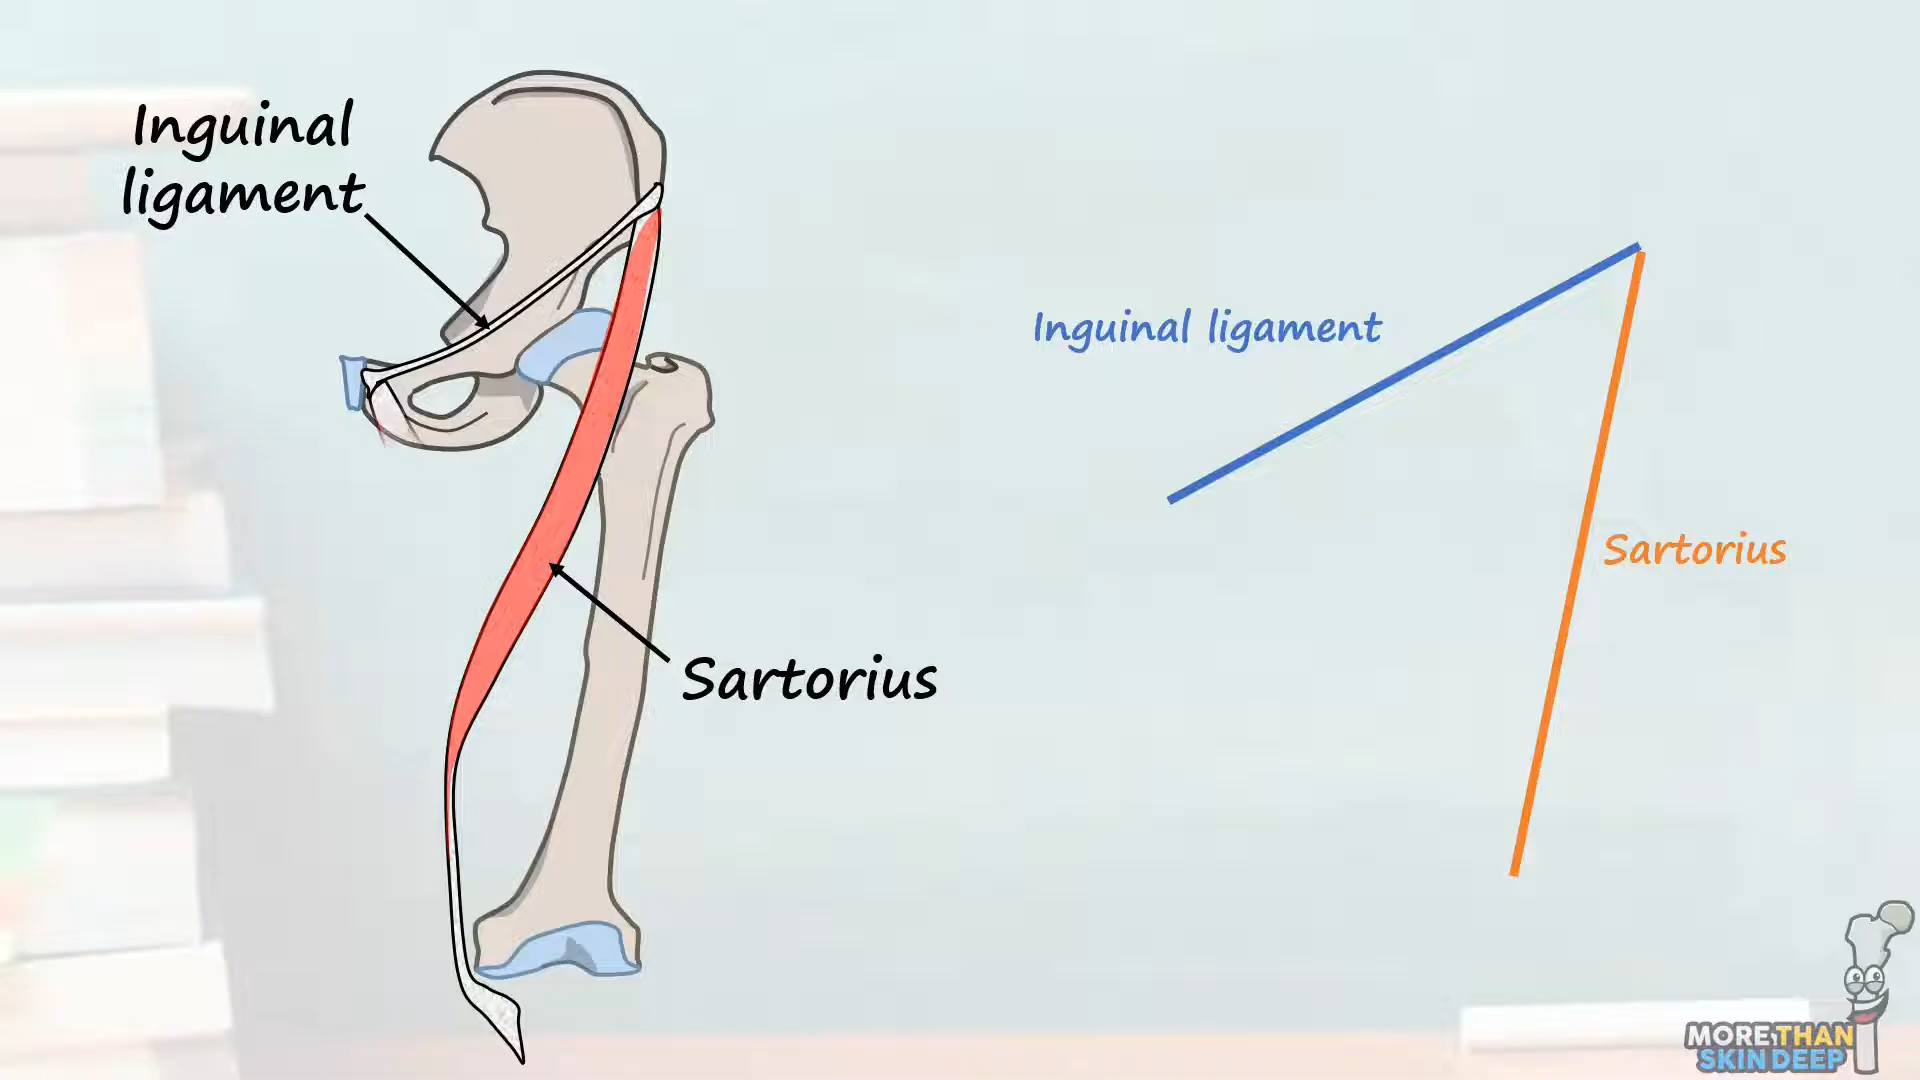 Inguinal
ligament
Inguinal ligament
Sartorius
Sartorius
MORE THAN
SKIN DEEP